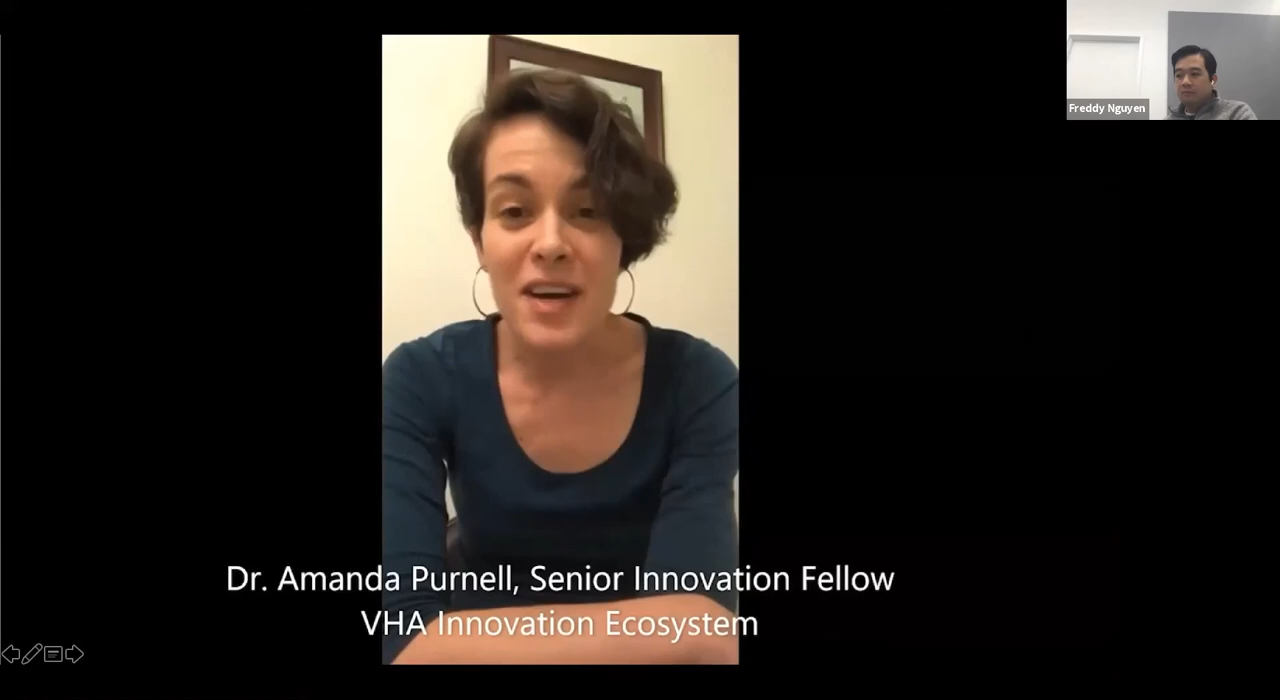 Freddy Nguyen
Dr. Amanda Purnell, Senior Innovation Fellow
VHA Innovation Ecosystem